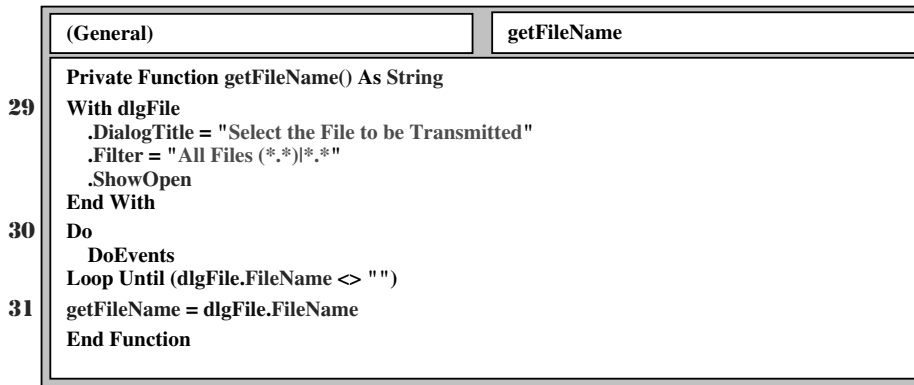 (General)
getFileName
Private Function getFileName() As String
29
With dlgFile
.DialogTitle = "Select the File to be Transmitted"
.Filter = "All Files (*.*)|*.*"
.ShowOpen
End With
30
Do
DoEvents
Loop Until (dlgFile.FileName <> "")
31
getFileName = dlgFile.FileName
End Function